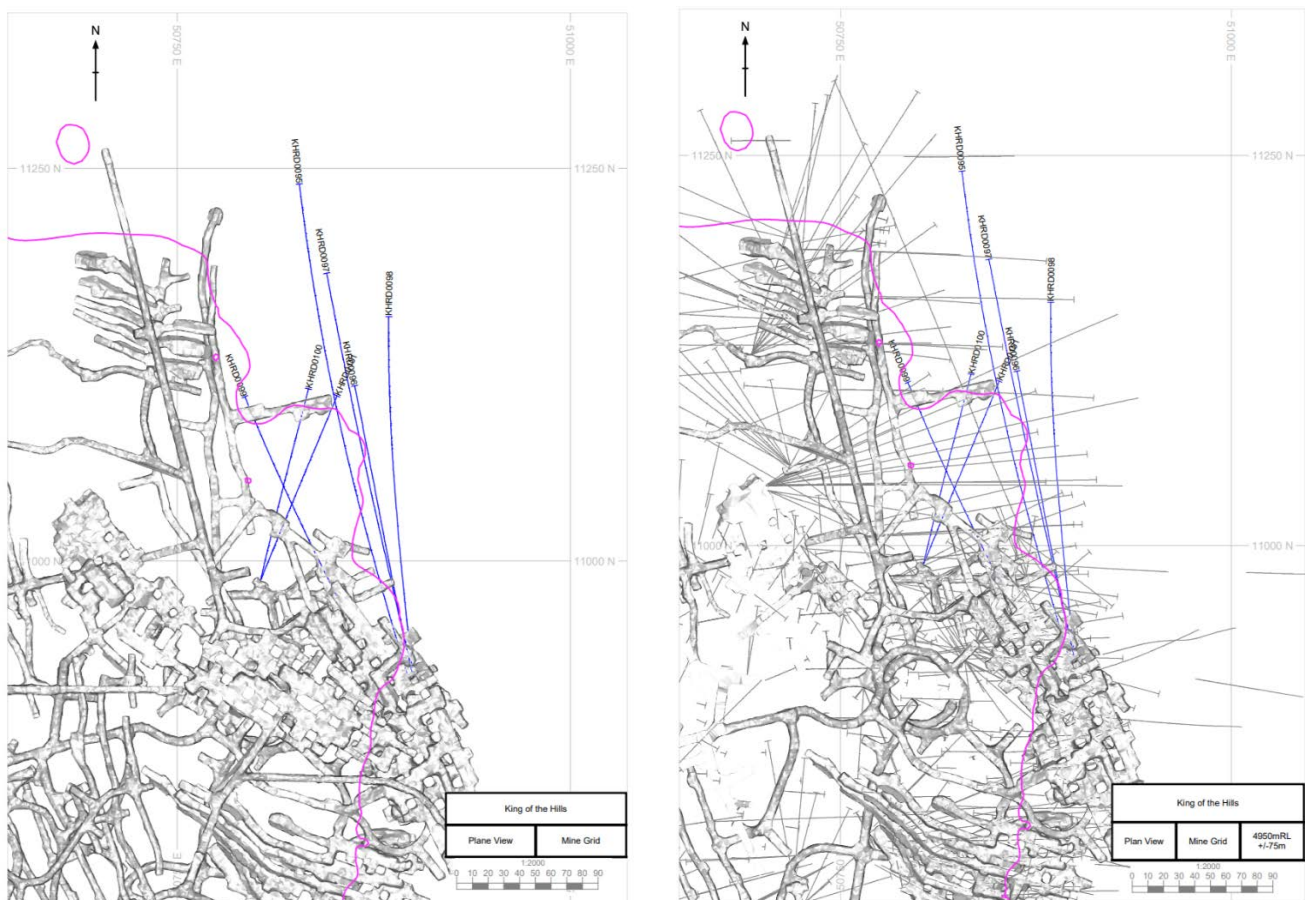 N
50750 E
51000 E
11250 N
11250 N
KHRD0095
KHRD0097
KHRD0098
KHRD0099
KHRD0100
KHRD0096
11000 N
King of the Hills
Plane View
Mine Grid
1:2000
0 10 20 30 40 50 60 70 80 90
N
50750 E
51000 E
11250 N
11250 N
KHRD0095
KHRD0097
KHRD0098
KHRD0099
KHRD0100
KHRD0096
11000 N
King of the Hills
Plan View
Mine Grid
4950mRL
+/-75m
1:2000
0 10 20 30 40 50 60 70 80 90